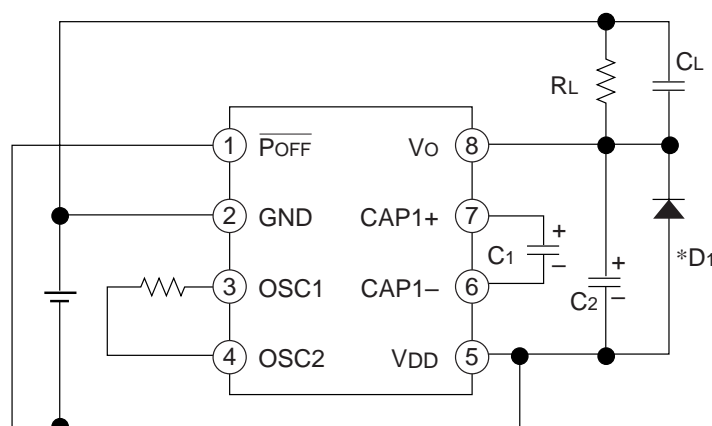 CL
RL
1 POFF VO 8
2 GND CAP1+ 7
+
C1
–
3 OSC1 CAP1– 6
4 OSC2 VDD 5
+
C2 –
*D1